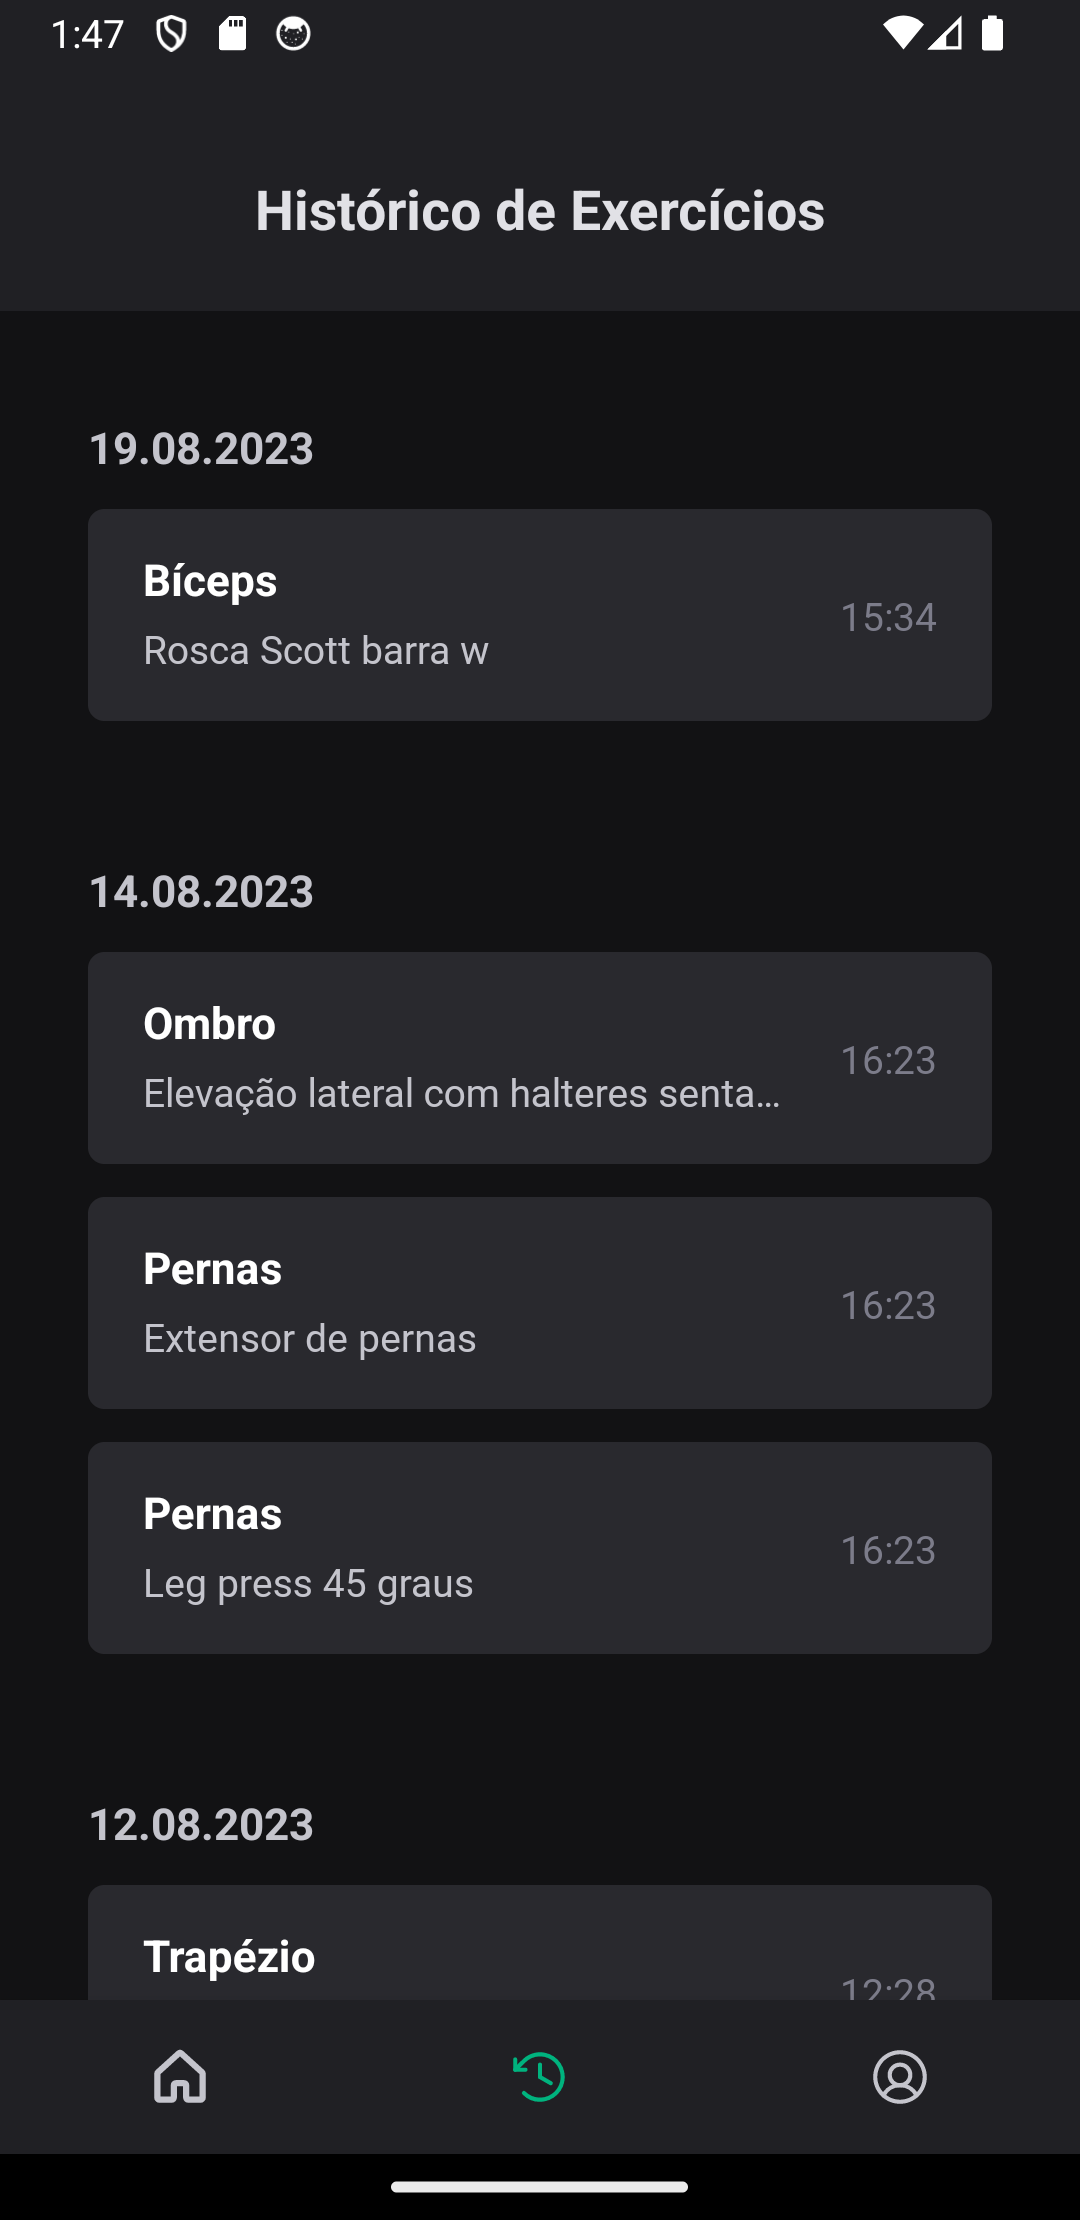 1:47
Histórico de Exercícios
19.08.2023
Bíceps
Rosca Scott barra w
15:34
14.08.2023
Ombro
Elevação lateral com halteres senta...
16:23
Pernas
Extensor de pernas
16:23
Pernas
Leg press 45 graus
16:23
12.08.2023
Trapézio
12:28